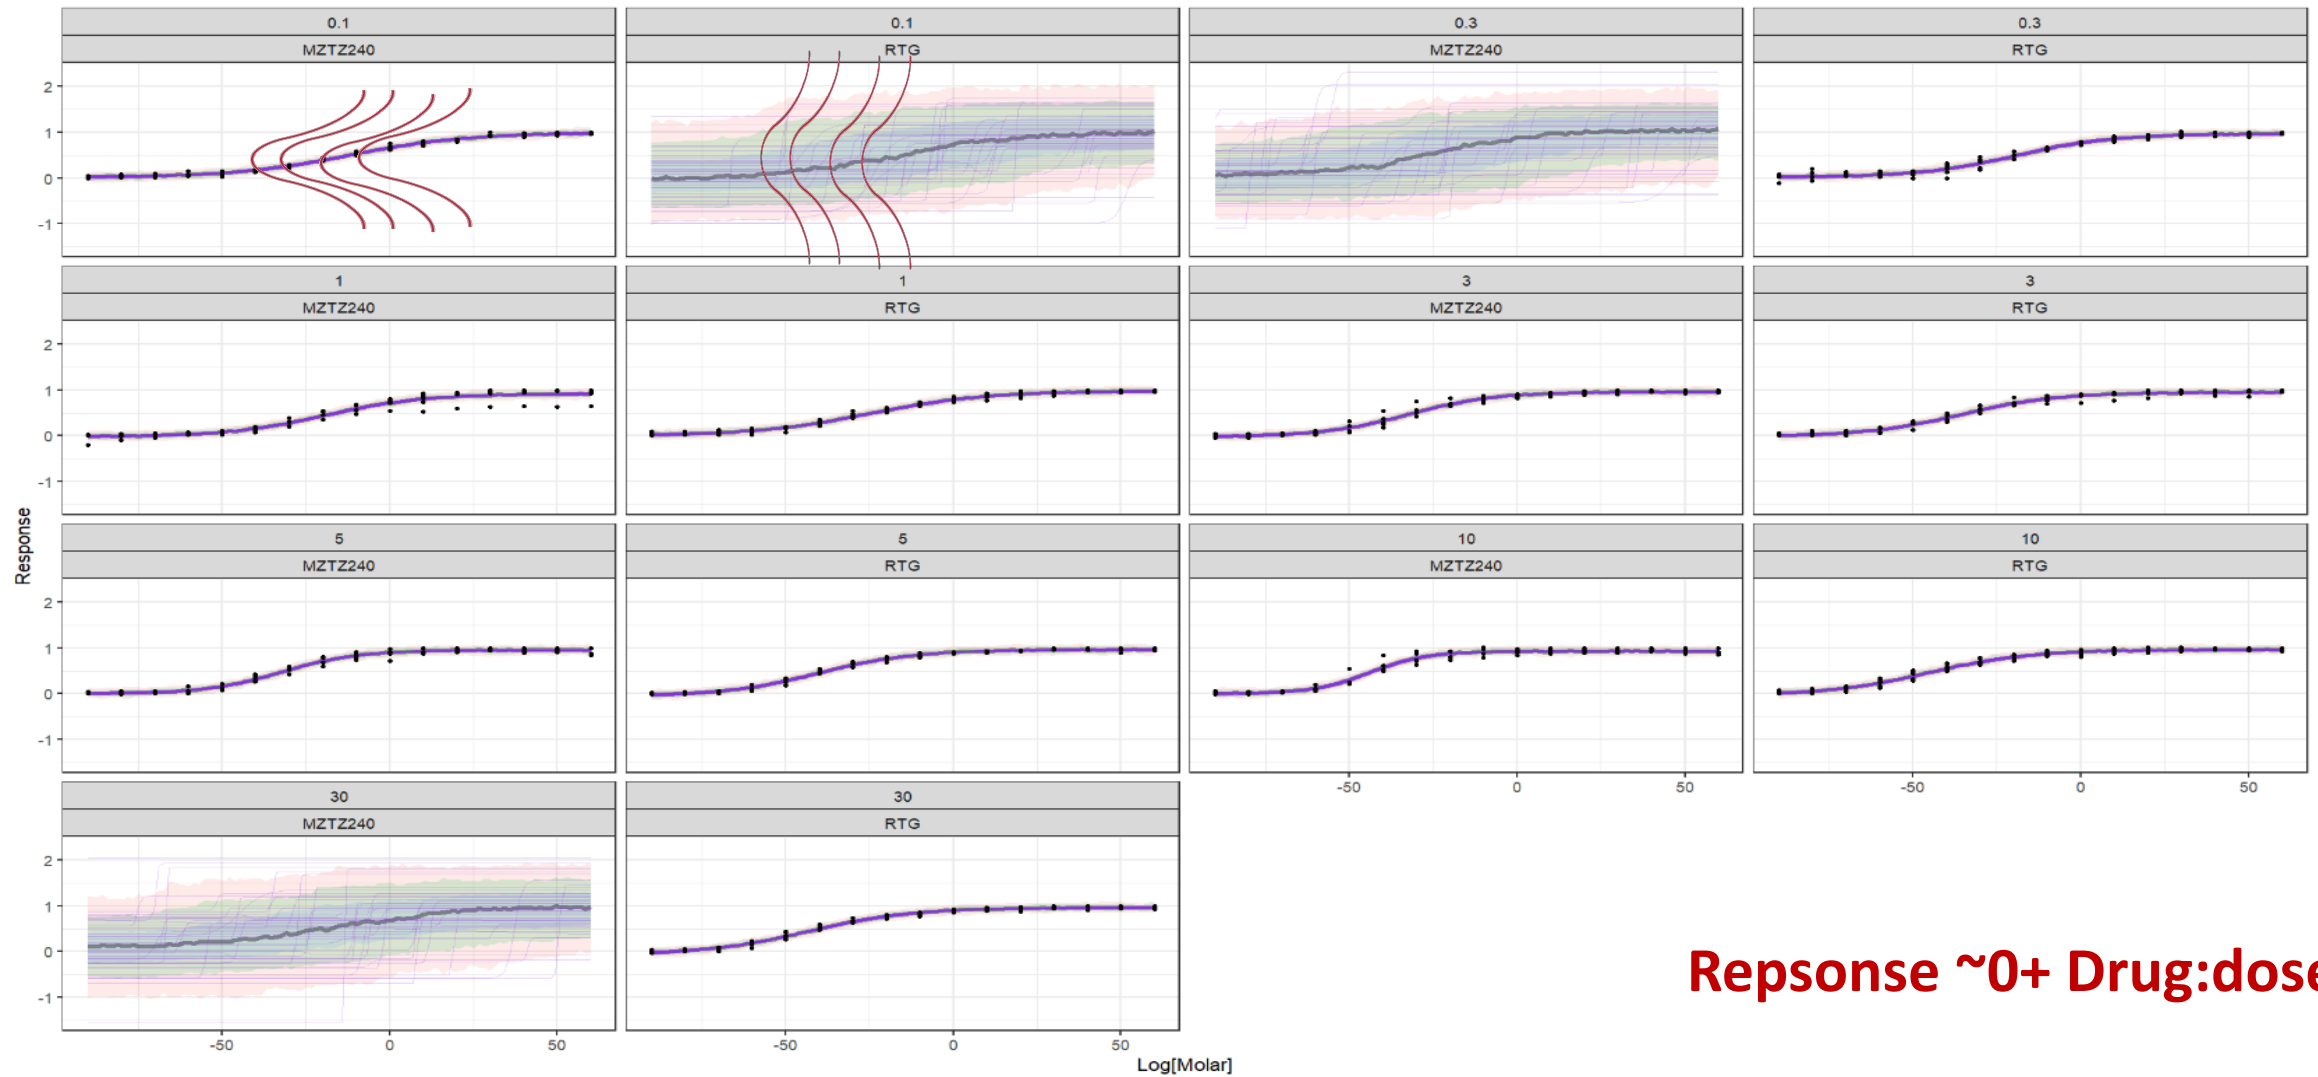 0.1 0.1 0.3 0.3
MZTZ240 RTG MZTZ240 RTG
2
1
0
-1
1 1 3 3
MZTZ240 RTG MZTZ240 RTG
2
1
0
-1
Response
5 5 10 10
MZTZ240 RTG MZTZ240 RTG
2
1
0
-1
-50 0 50 -50 0 50
30 30
MZTZ240 RTG
2
1
0
-1
Repsonse ~0+ Drug:dose
-50 0 50 -50 0 50
Log[Molar]